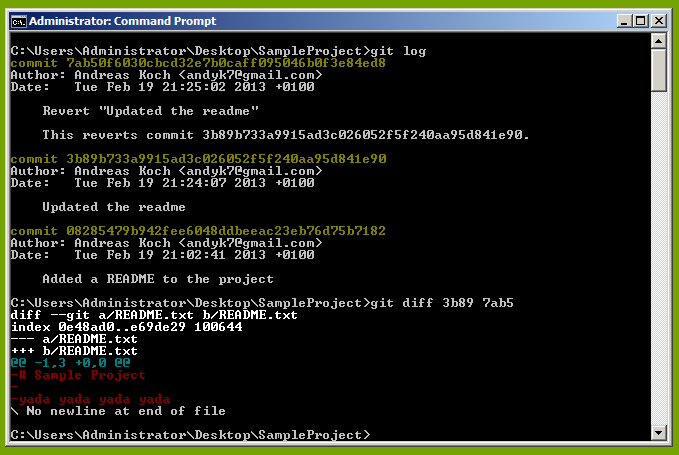 Administrator: Command Prompt
C:\Users\Administrator\Desktop\SampleProject>git log
commit 7ab50f6030cbcd32e7b0caff095046b0f3e84ed8
Author: Andreas Koch <andyk7@gmail.com>
Date:   Tue Feb 19 21:25:02 2013 +0100
    Revert "Updated the readme"
    This reverts commit 3b89b733a9915ad3c026052f5f240aa95d841e90.
commit 3b89b733a9915ad3c026052f5f240aa95d841e90
Author: Andreas Koch <andyk7@gmail.com>
Date:   Tue Feb 19 21:24:07 2013 +0100
    Updated the readme
commit 08285479b942fee6048ddbeeac23eb76d75b7182
Author: Andreas Koch <andyk7@gmail.com>
Date:   Tue Feb 19 21:02:41 2013 +0100
    Added a README to the project
C:\Users\Administrator\Desktop\SampleProject>git diff 3b89 7ab5
diff --git a/README.txt b/README.txt
index 0e48ad0..e69de29 100644
--- a/README.txt
+++ b/README.txt
@@ -1,3 +0,0 @@
-# Sample Project
-
-yada yada yada yada
\ No newline at end of file
C:\Users\Administrator\Desktop\SampleProject>